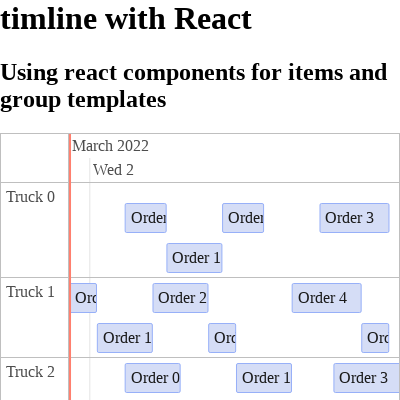 timline with React
Using react components for items and
group templates
March 2022
Wed 2
Truck 0
Order
Order
Order 3
Order 1
Truck 1
Ord
Order 2
Order 4
Order 1
Ord
Ord
Truck 2
Order 0
Order 1
Order 3